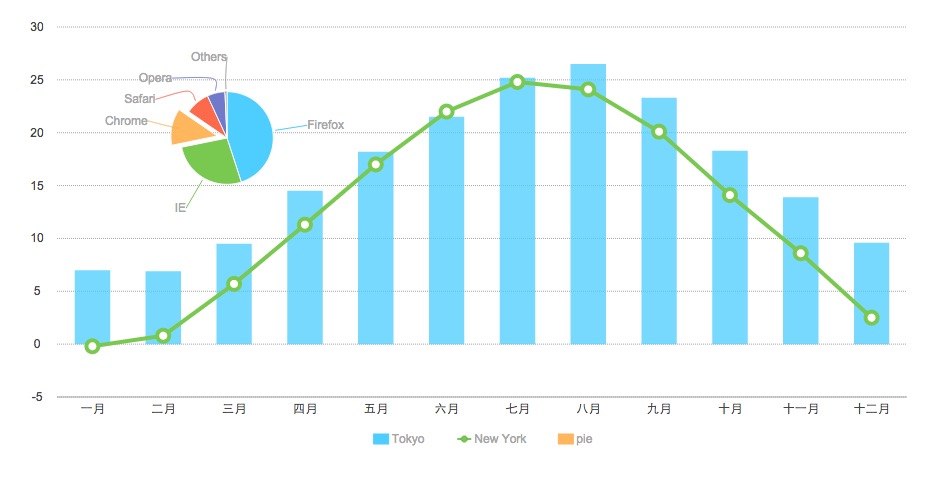 30
25
20
15
10
5
0
-5
Others
Opera
Safari
Chrome
Firefox
IE
一月 二月 三月 四月 五月 六月 七月 八月 九月 十月 十一月 十二月
Tokyo New York pie